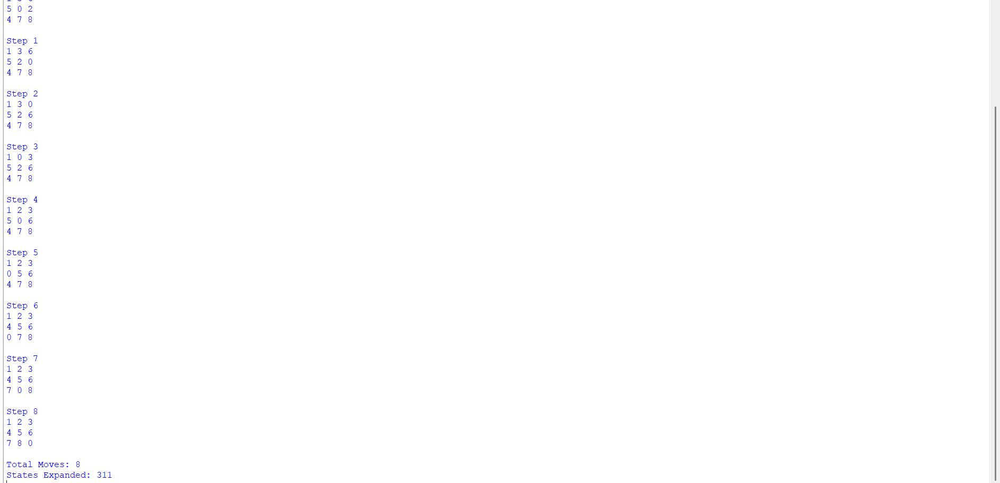 5 0 2
4 7 8
Step 1
1 3 6
5 2 0
4 7 8
Step 2
1 3 0
5 2 6
4 7 8
Step 3
1 0 3
5 2 6
4 7 8
Step 4
1 2 3
5 0 6
4 7 8
Step 5
1 2 3
0 5 6
4 7 8
Step 6
1 2 3
4 5 6
0 7 8
Step 7
1 2 3
4 5 6
7 0 8
Step 8
1 2 3
4 5 6
7 8 0
Total Moves: 8
States Expanded: 311